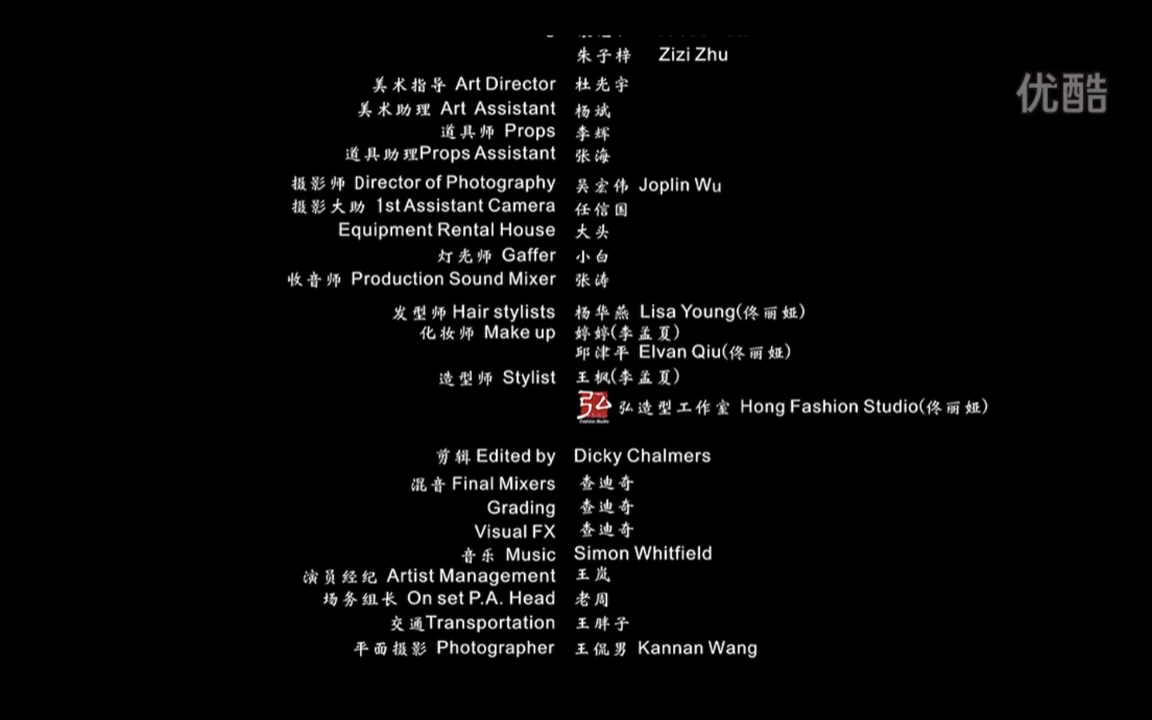 朱子梓 Zizi Zhu
优酷
美术指导 Art Director 杜光宇
美术助理 Art Assistant 杨斌
道具师 Props 李辉
道具助理Props Assistant 张海
摄影师 Director of Photography 吴宏伟 Joplin Wu
摄影大助 1st Assistant Camera 任信国
Equipment Rental House 大头
灯光师 Gaffer 小白
收音师 Production Sound Mixer 张涛
发型师 Hair stylists 杨华燕 Lisa Young(佟丽娅)
化妆师 Make up 婷婷(李孟夏)
邱津平 Elvan Qiu(佟丽娅)
造型师 Stylist 王枫(李孟夏)
弘 Fashion Studio 弘造型工作室 Hong Fashion Studio(佟丽娅)
剪辑 Edited by Dicky Chalmers
混音 Final Mixers 查迪奇
Grading 查迪奇
Visual FX 查迪奇
音乐 Music Simon Whitfield
演员经纪 Artist Management 王岚
场务组长 On set P.A. Head 老周
交通Transportation 王胖子
平面摄影 Photographer 王侃男 Kannan Wang